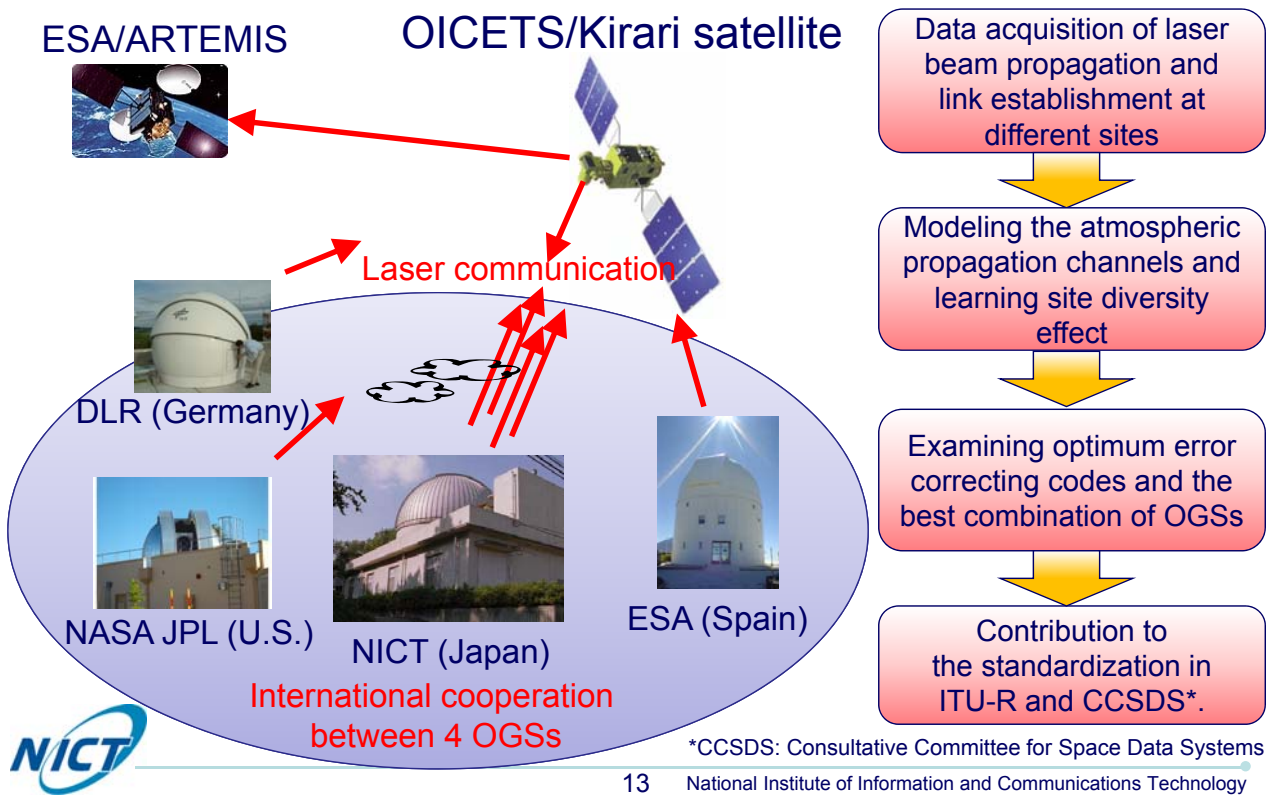 ESA/ARTEMIS
OICETS/Kirari satellite
Laser communication
DLR (Germany)
NASA JPL (U.S.)
NICT (Japan)
ESA (Spain)
International cooperation
between 4 OGSs
Data acquisition of laser
beam propagation and
link establishment at
different sites
Modeling the atmospheric
propagation channels and
learning site diversity
effect
Examining optimum error
correcting codes and the
best combination of OGSs
Contribution to
the standardization in
ITU-R and CCSDS*.
*CCSDS: Consultative Committee for Space Data Systems
NICT
13
National Institute of Information and Communications Technology